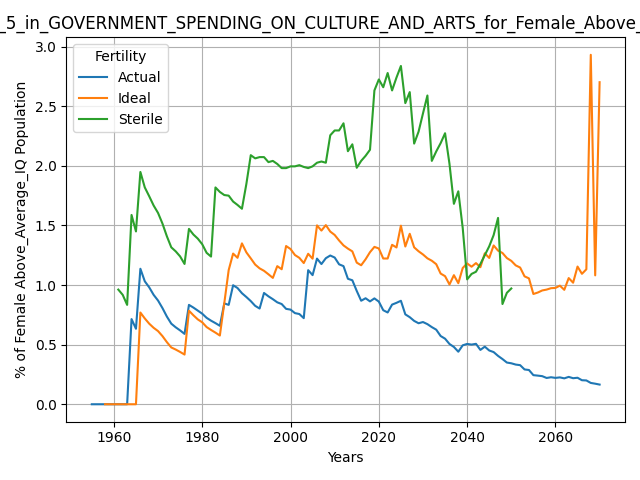 _5_in_GOVERNMENT_SPENDING_ON_CULTURE_AND_ARTS_for_Female_Above_
3.0
2.5
2.0
1.5
1.0
0.5
0.0
% of Female Above_Average_IQ Population
Fertility
Actual
Ideal
Sterile
1960 1980 2000 2020 2040 2060
Years